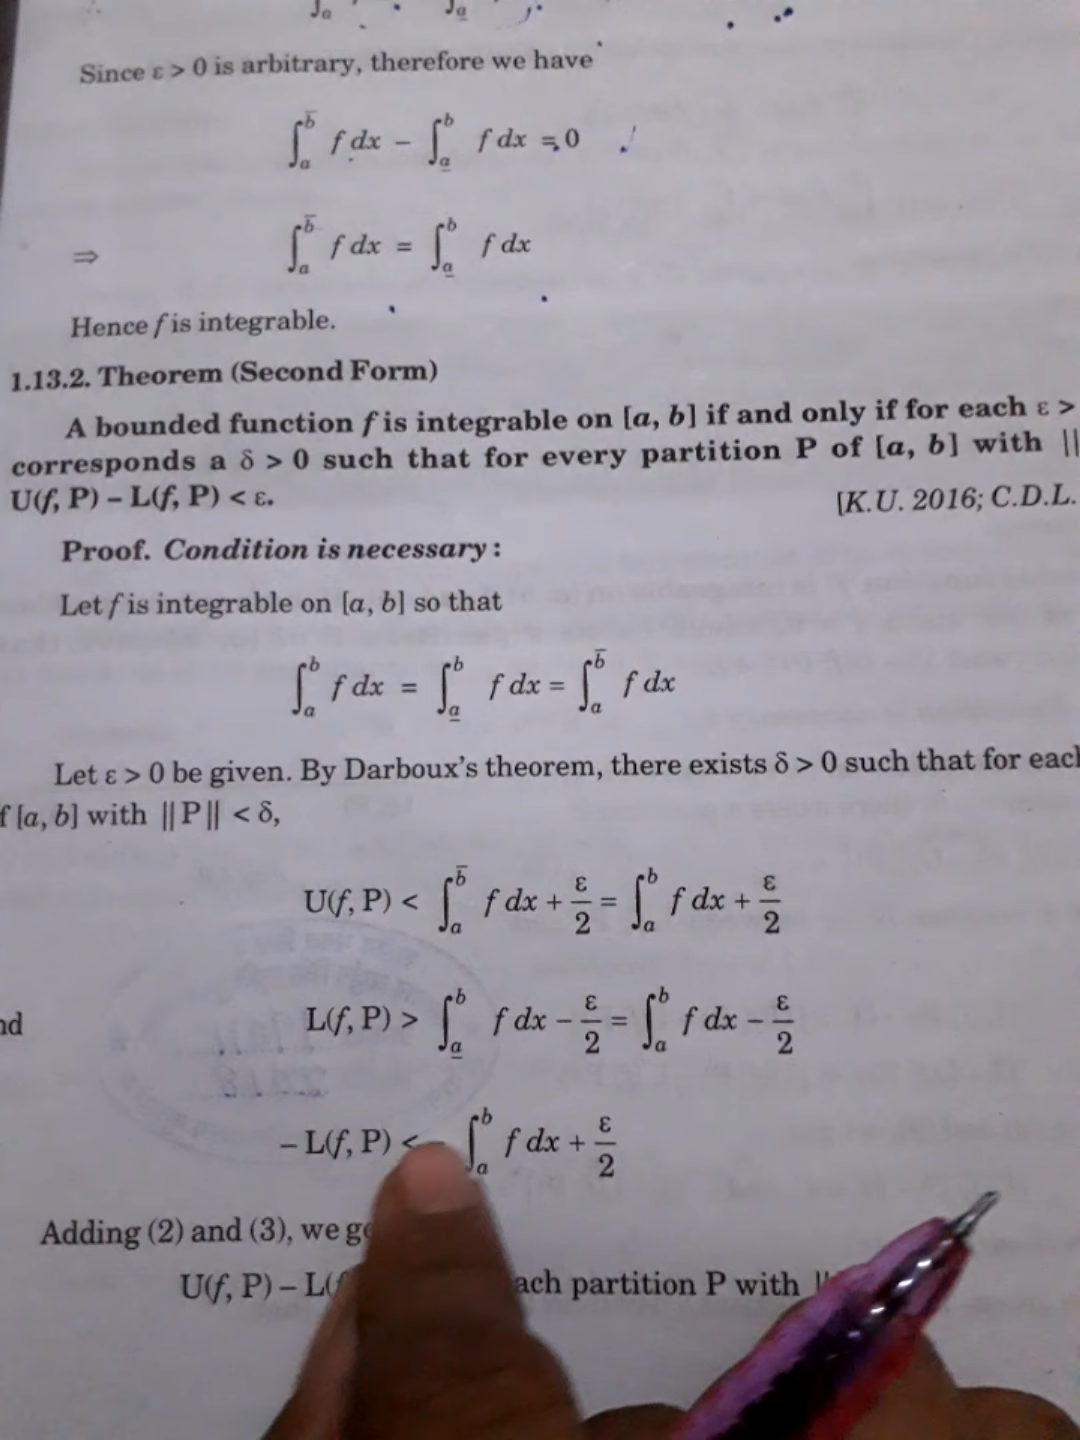 Since ε > 0 is arbitrary, therefore we have
∫_a^b̅ f dx − ∫_a̲^b f dx = 0
⇒ ∫_a^b̅ f dx = ∫_a̲^b f dx
Hence f is integrable.
1.13.2. Theorem (Second Form)
A bounded function f is integrable on [a, b] if and only if for each ε >
corresponds a δ > 0 such that for every partition P of [a, b] with ||
U(f, P) – L(f, P) < ε. [K.U. 2016; C.D.L.
Proof. Condition is necessary :
Let f is integrable on [a, b] so that
∫_a^b f dx = ∫_a̲^b f dx = ∫_a^b̅ f dx
Let ε > 0 be given. By Darboux's theorem, there exists δ > 0 such that for each
f [a, b] with || P || < δ,
U(f, P) < ∫_a^b̅ f dx + ε/2 = ∫_a^b f dx + ε/2
nd L(f, P) > ∫_a̲^b f dx − ε/2 = ∫_a^b f dx − ε/2
– L(f, P) < – ∫_a^b f dx + ε/2
Adding (2) and (3), we
U(f, P) – L( ach partition P with ||